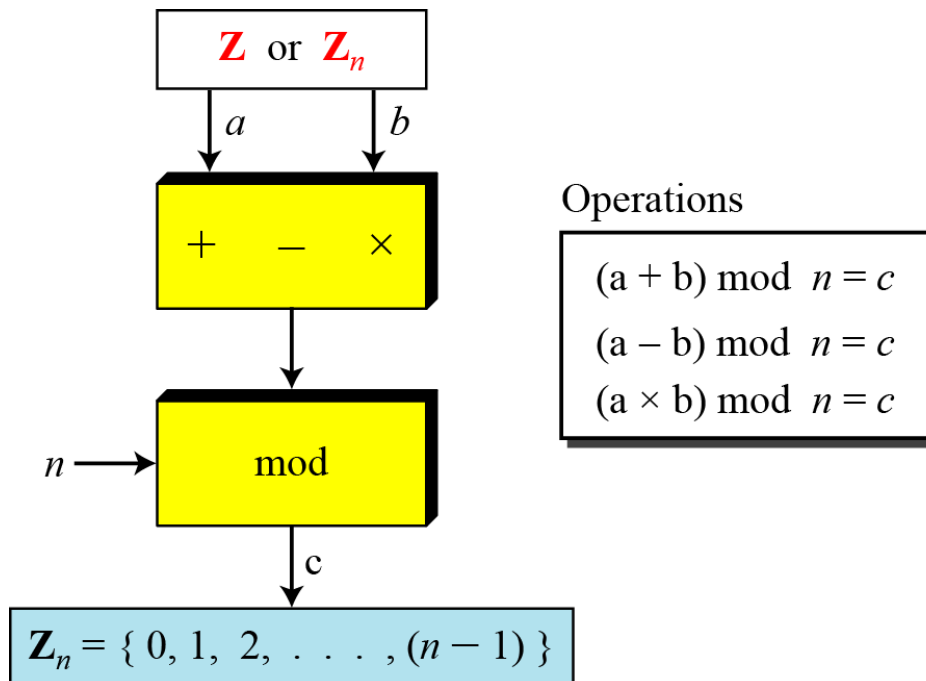 Z or Zₙ
a b
+ – ×
n mod
c
Zₙ = { 0, 1, 2, . . . , (n – 1) }
Operations
(a + b) mod n = c
(a – b) mod n = c
(a × b) mod n = c